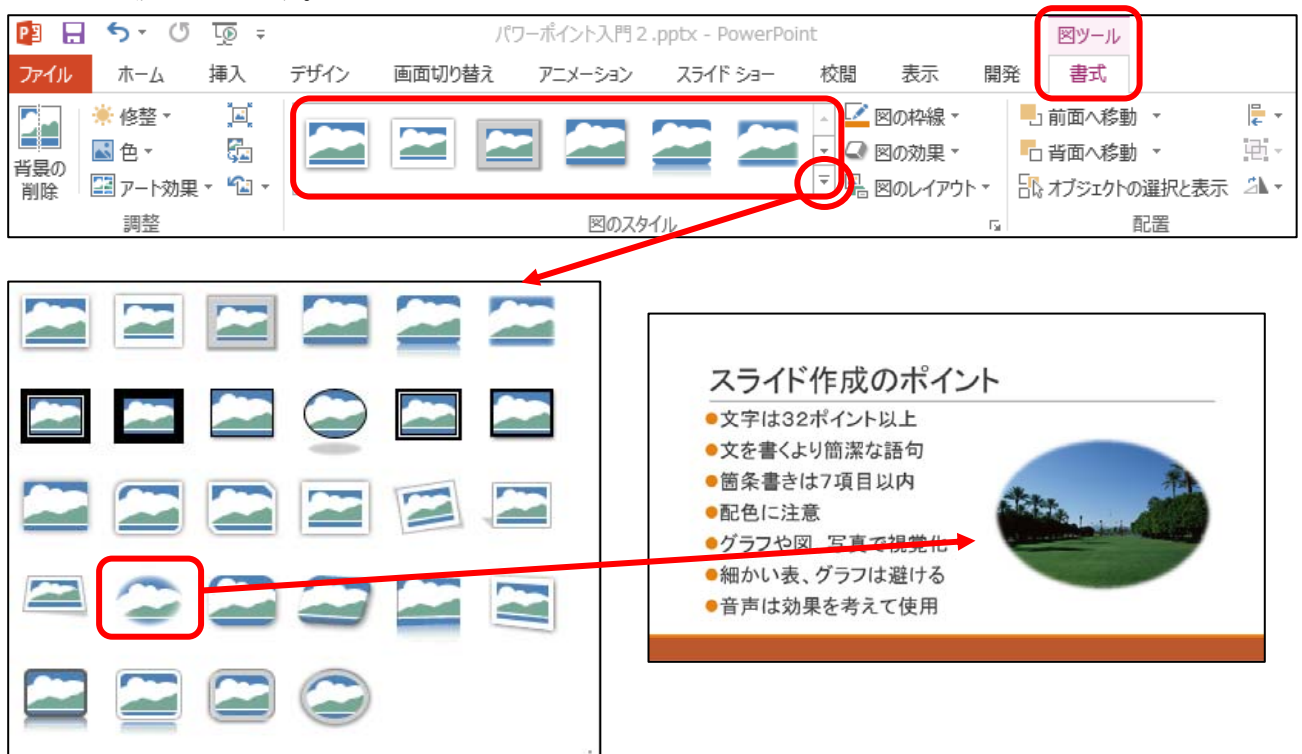 パワーポイント入門２.pptx - PowerPoint
図ツール
ファイル ホーム 挿入 デザイン 画面切り替え アニメーション スライド ショー 校閲 表示 開発 書式
背景の
削除
修整
色
アート効果
調整
図のスタイル
図の枠線
図の効果
図のレイアウト
前面へ移動
背面へ移動
オブジェクトの選択と表示
配置
スライド作成のポイント
●文字は32ポイント以上
●文を書くより簡潔な語句
●箇条書きは7項目以内
●配色に注意
●グラフや図、写真で視覚化
●細かい表、グラフは避ける
●音声は効果を考えて使用